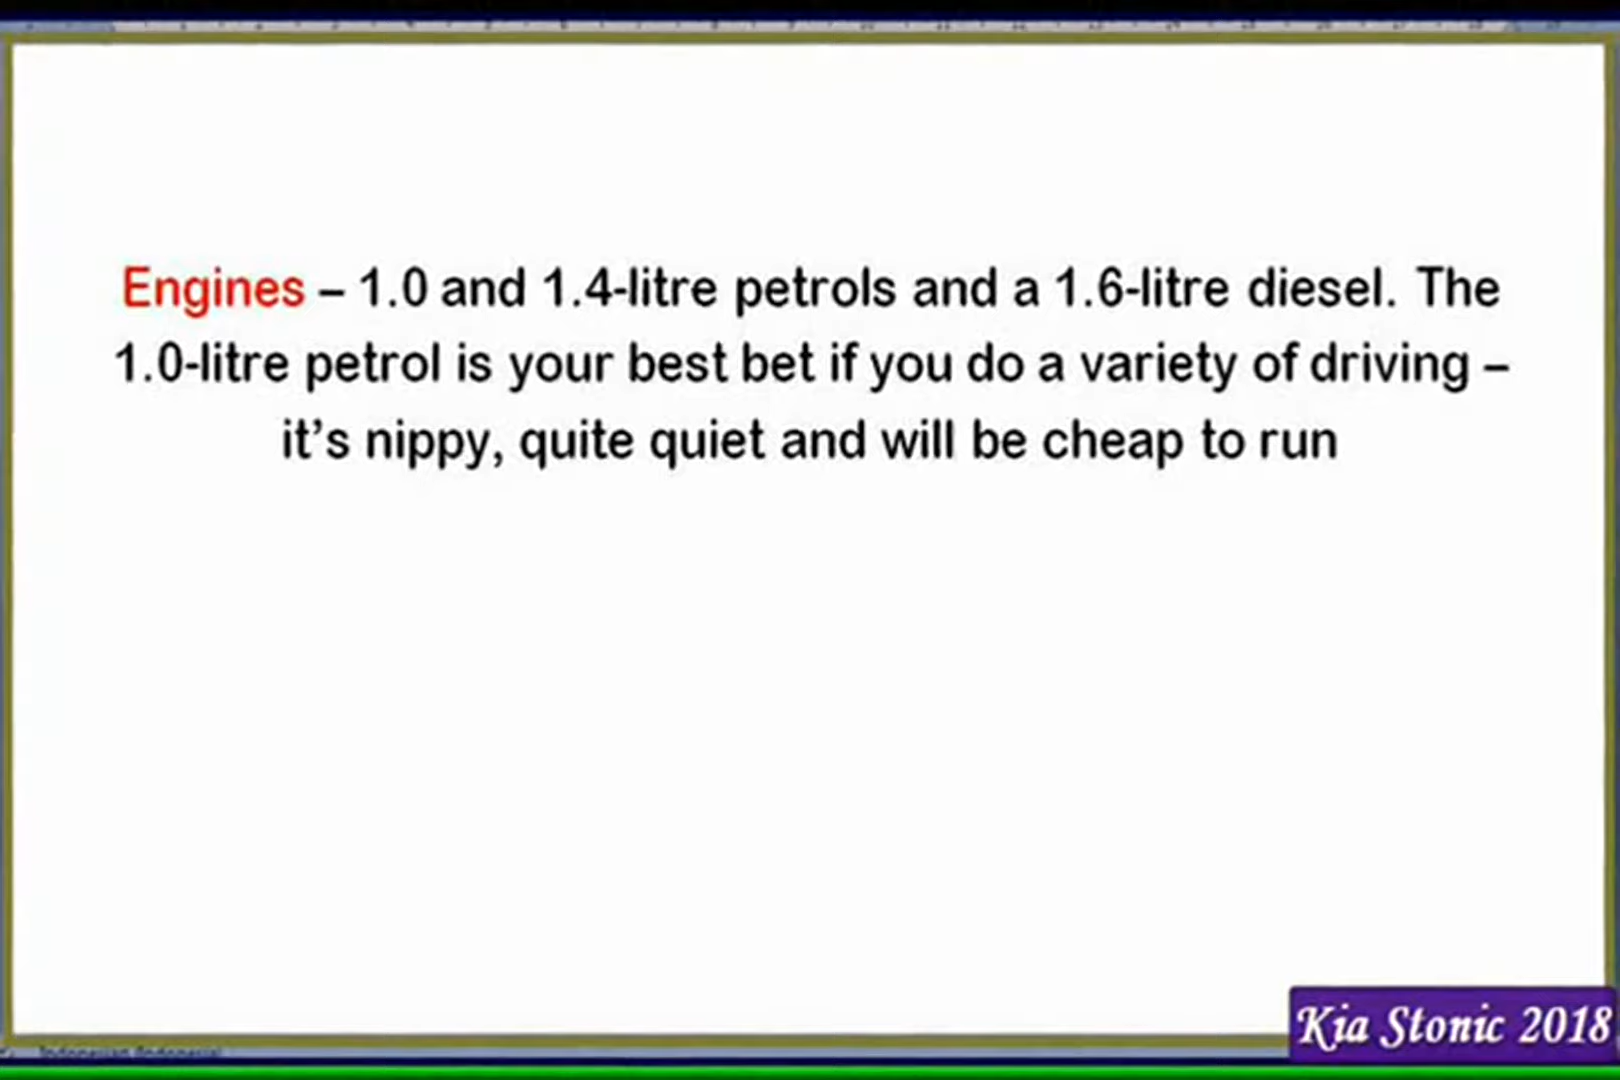 Engines – 1.0 and 1.4-litre petrols and a 1.6-litre diesel. The
1.0-litre petrol is your best bet if you do a variety of driving –
it’s nippy, quite quiet and will be cheap to run
Kia Stonic 2018